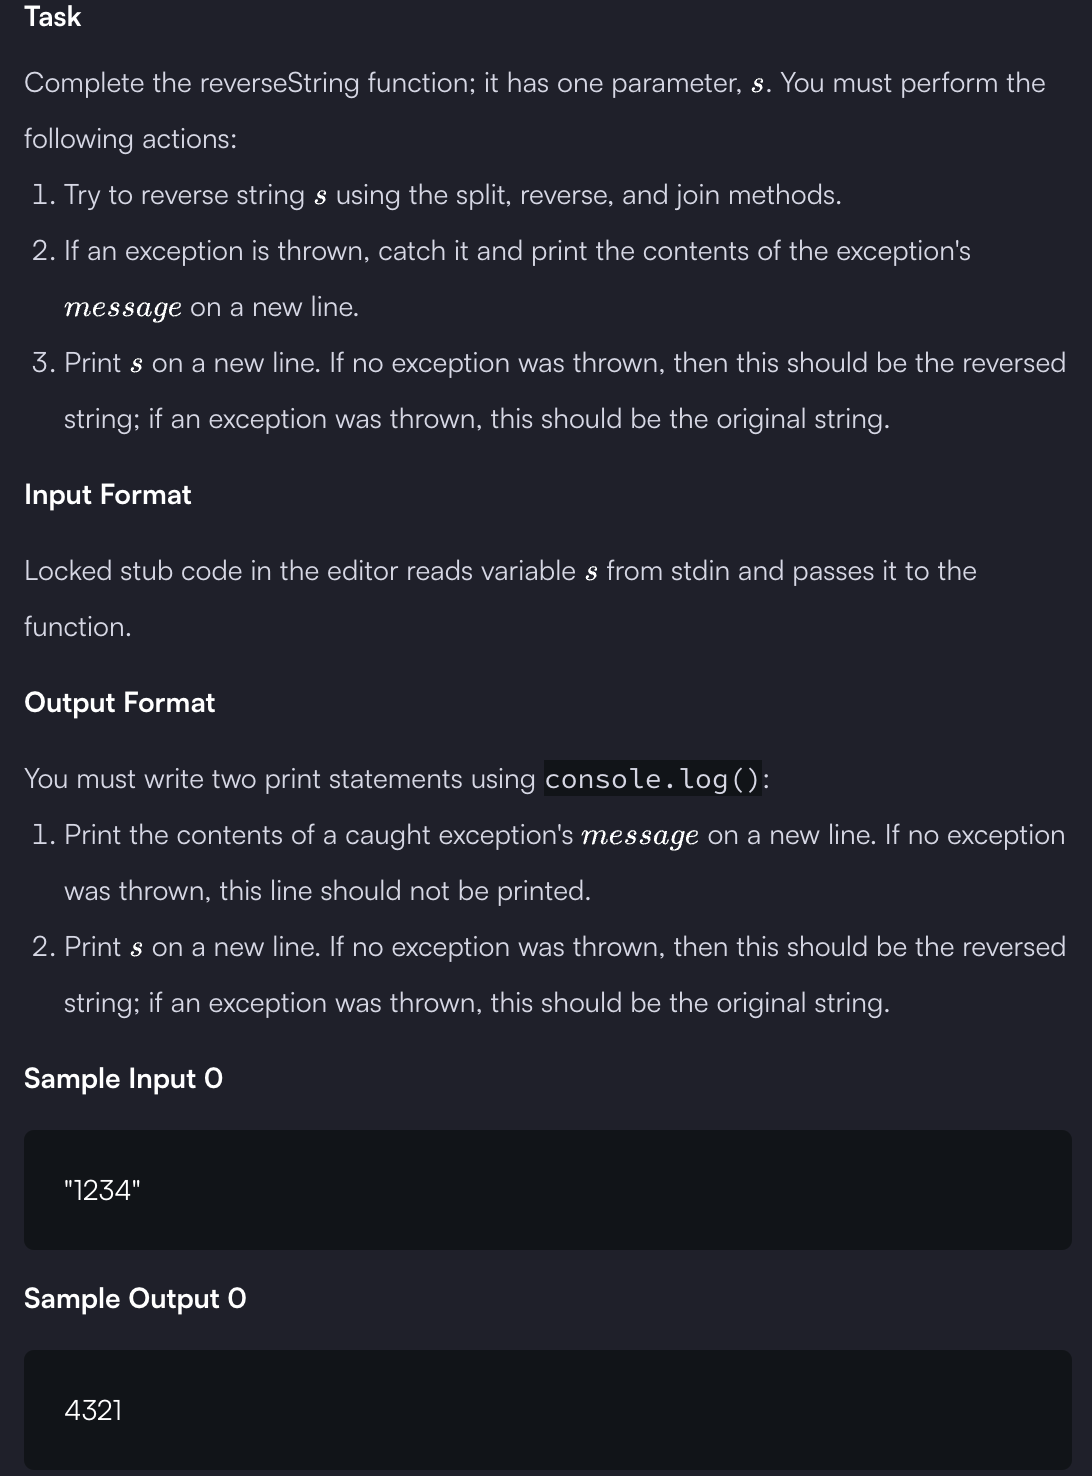 Task
Complete the reverseString function; it has one parameter, s. You must perform the
following actions:
1. Try to reverse string s using the split, reverse, and join methods.
2. If an exception is thrown, catch it and print the contents of the exception's
message on a new line.
3. Print s on a new line. If no exception was thrown, then this should be the reversed
string; if an exception was thrown, this should be the original string.
Input Format
Locked stub code in the editor reads variable s from stdin and passes it to the
function.
Output Format
You must write two print statements using console.log():
1. Print the contents of a caught exception's message on a new line. If no exception
was thrown, this line should not be printed.
2. Print s on a new line. If no exception was thrown, then this should be the reversed
string; if an exception was thrown, this should be the original string.
Sample Input 0
"1234"
Sample Output 0
4321